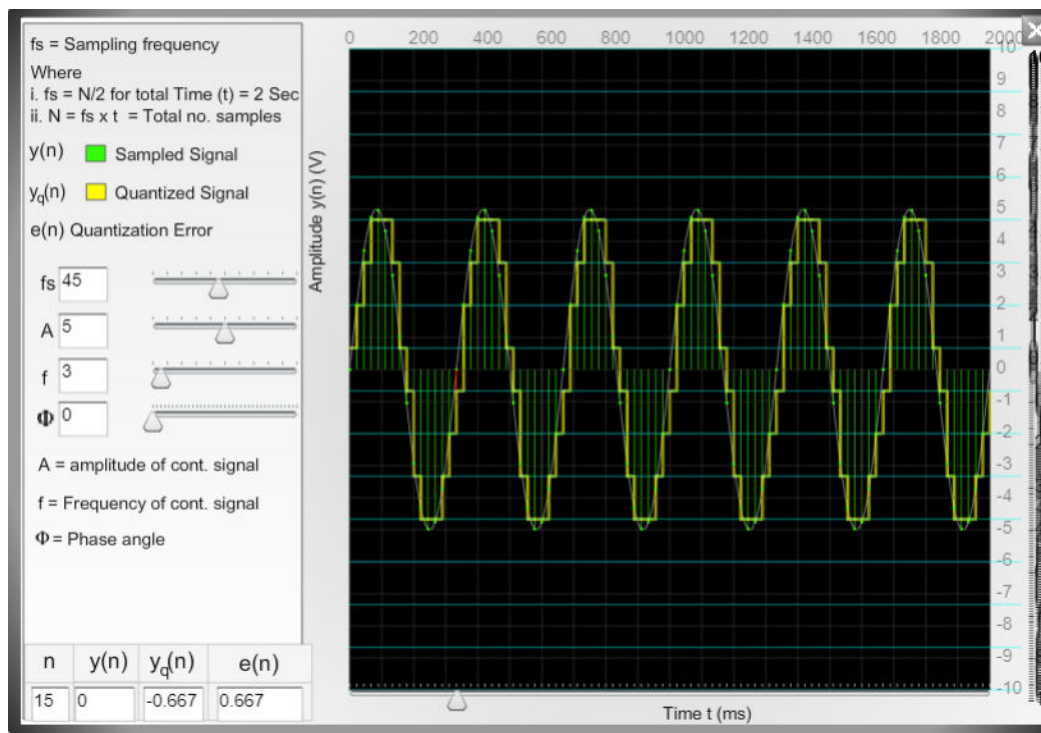 fs = Sampling frequency
Where
i. fs = N/2 for total Time (t) = 2 Sec
ii. N = fs x t = Total no. samples
y(n) Sampled Signal
yq(n) Quantized Signal
e(n) Quantization Error
fs 45
A 5
f 3
Φ 0
A = amplitude of cont. signal
f = Frequency of cont. signal
Φ = Phase angle
n y(n) yq(n) e(n)
15 0 -0.667 0.667
0 200 400 600 800 1000 1200 1400 1600 1800 2000
Amplitude y(n) (V)
10
9
8
7
6
5
4
3
2
1
0
-1
-2
-3
-4
-5
-6
-7
-8
-9
-10
Time t (ms)